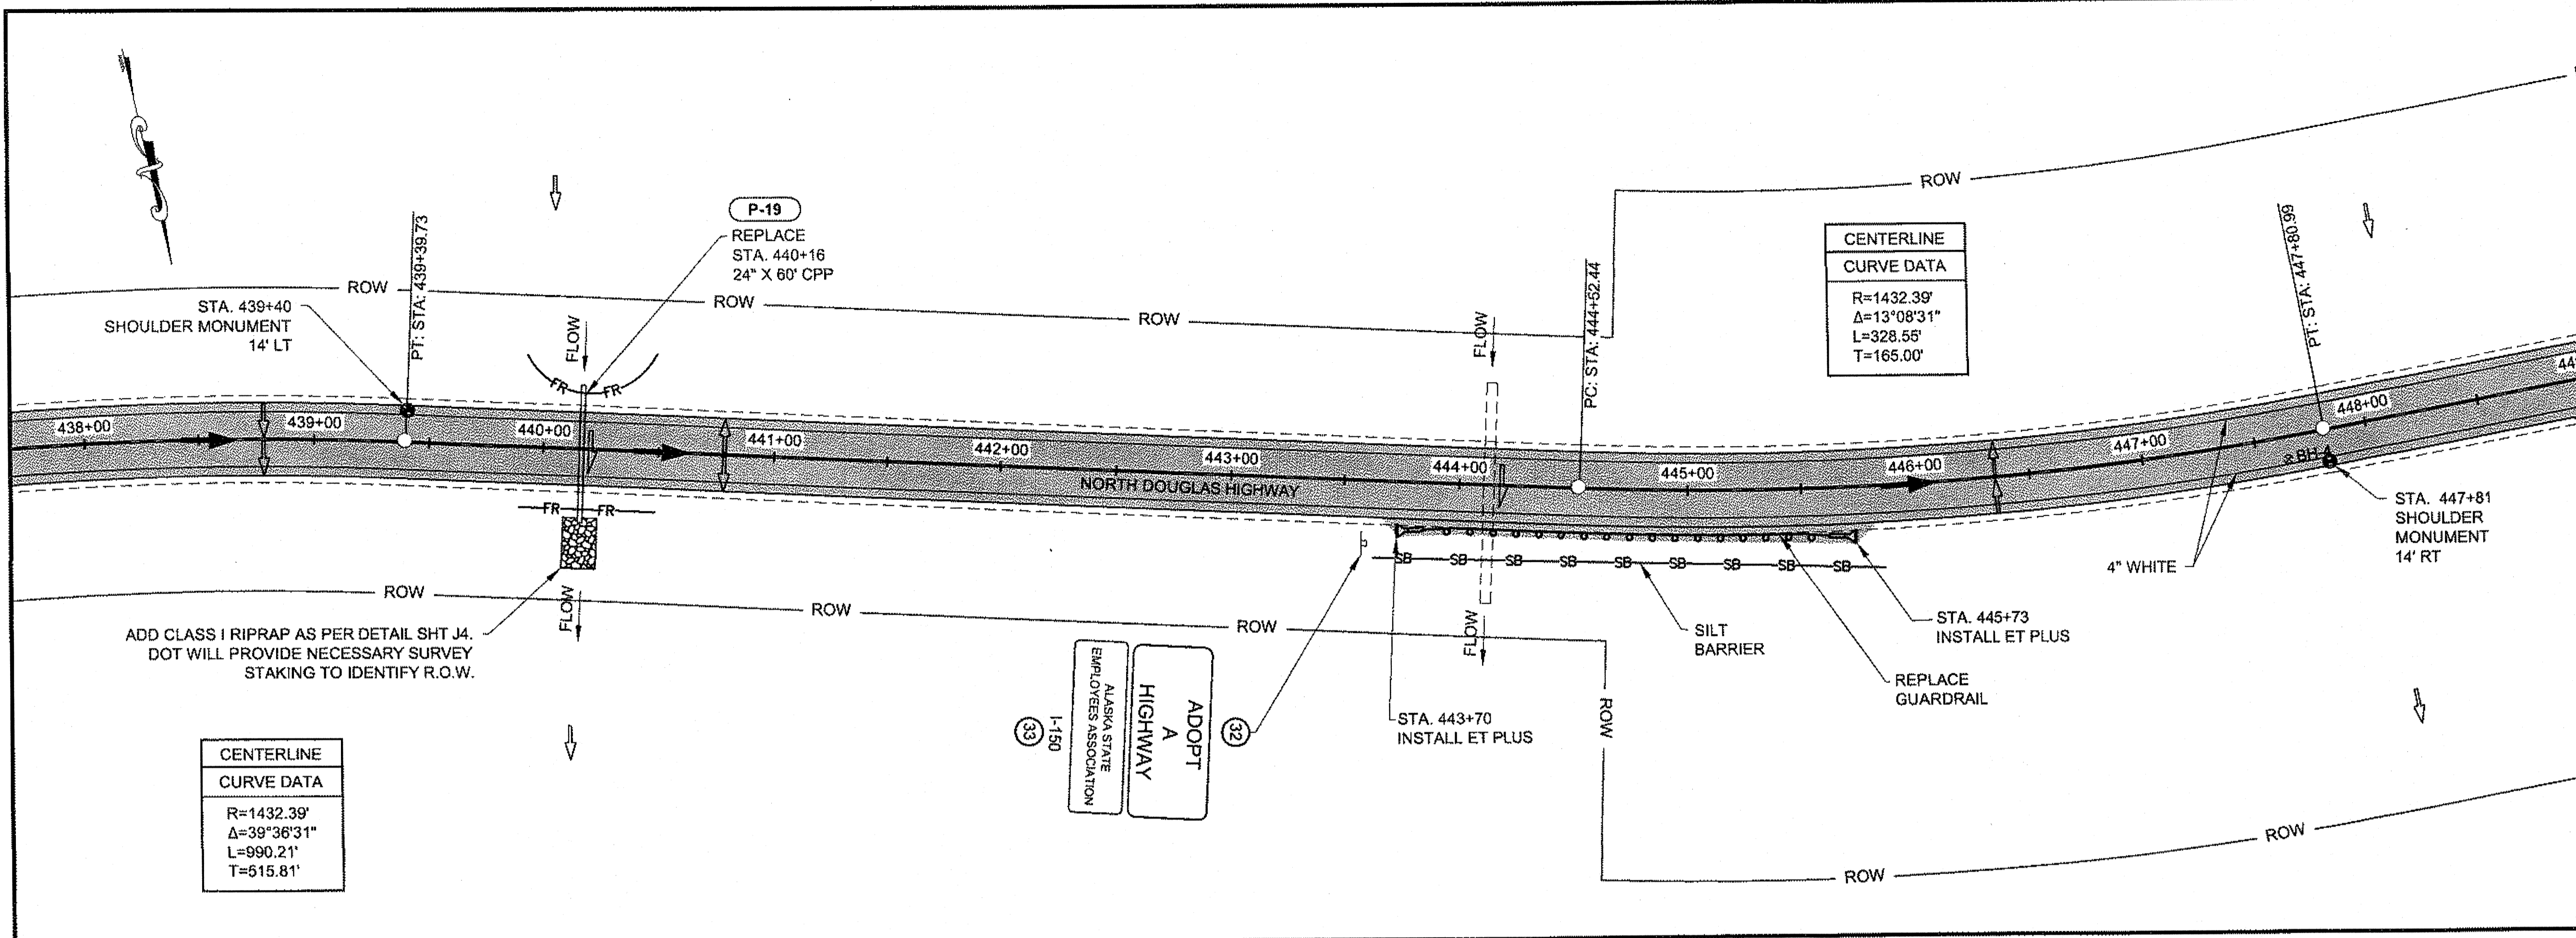 P-19
REPLACE
STA. 440+16
24" X 60' CPP
PT: STA: 439+39.73
STA. 439+40
SHOULDER MONUMENT
14' LT
ROW
ROW
ROW
ROW
FLOW
FLOW
PC: STA: 444+52.44
CENTERLINE
CURVE DATA
R=1432.39'
Δ=13°08'31"
L=328.55'
T=165.00'
PT: STA: 447+80.99
FR
FR
438+00
439+00
440+00
441+00
442+00
443+00
444+00
445+00
446+00
447+00
448+00
44
NORTH DOUGLAS HIGHWAY
BH
FR
FR
SB
SB
SB
SB
SB
SB
SB
SB
SB
STA. 447+81
SHOULDER
MONUMENT
14' RT
4" WHITE
ROW
ROW
ROW
FLOW
FLOW
ADD CLASS I RIPRAP AS PER DETAIL SHT J4.
DOT WILL PROVIDE NECESSARY SURVEY
STAKING TO IDENTIFY R.O.W.
SILT
BARRIER
STA. 445+73
INSTALL ET PLUS
REPLACE
GUARDRAIL
STA. 443+70
INSTALL ET PLUS
32
ADOPT
A
HIGHWAY
ALASKA STATE
EMPLOYEES ASSOCIATION
I-150
33
ROW
ROW
ROW
CENTERLINE
CURVE DATA
R=1432.39'
Δ=39°36'31"
L=990.21'
T=515.81'